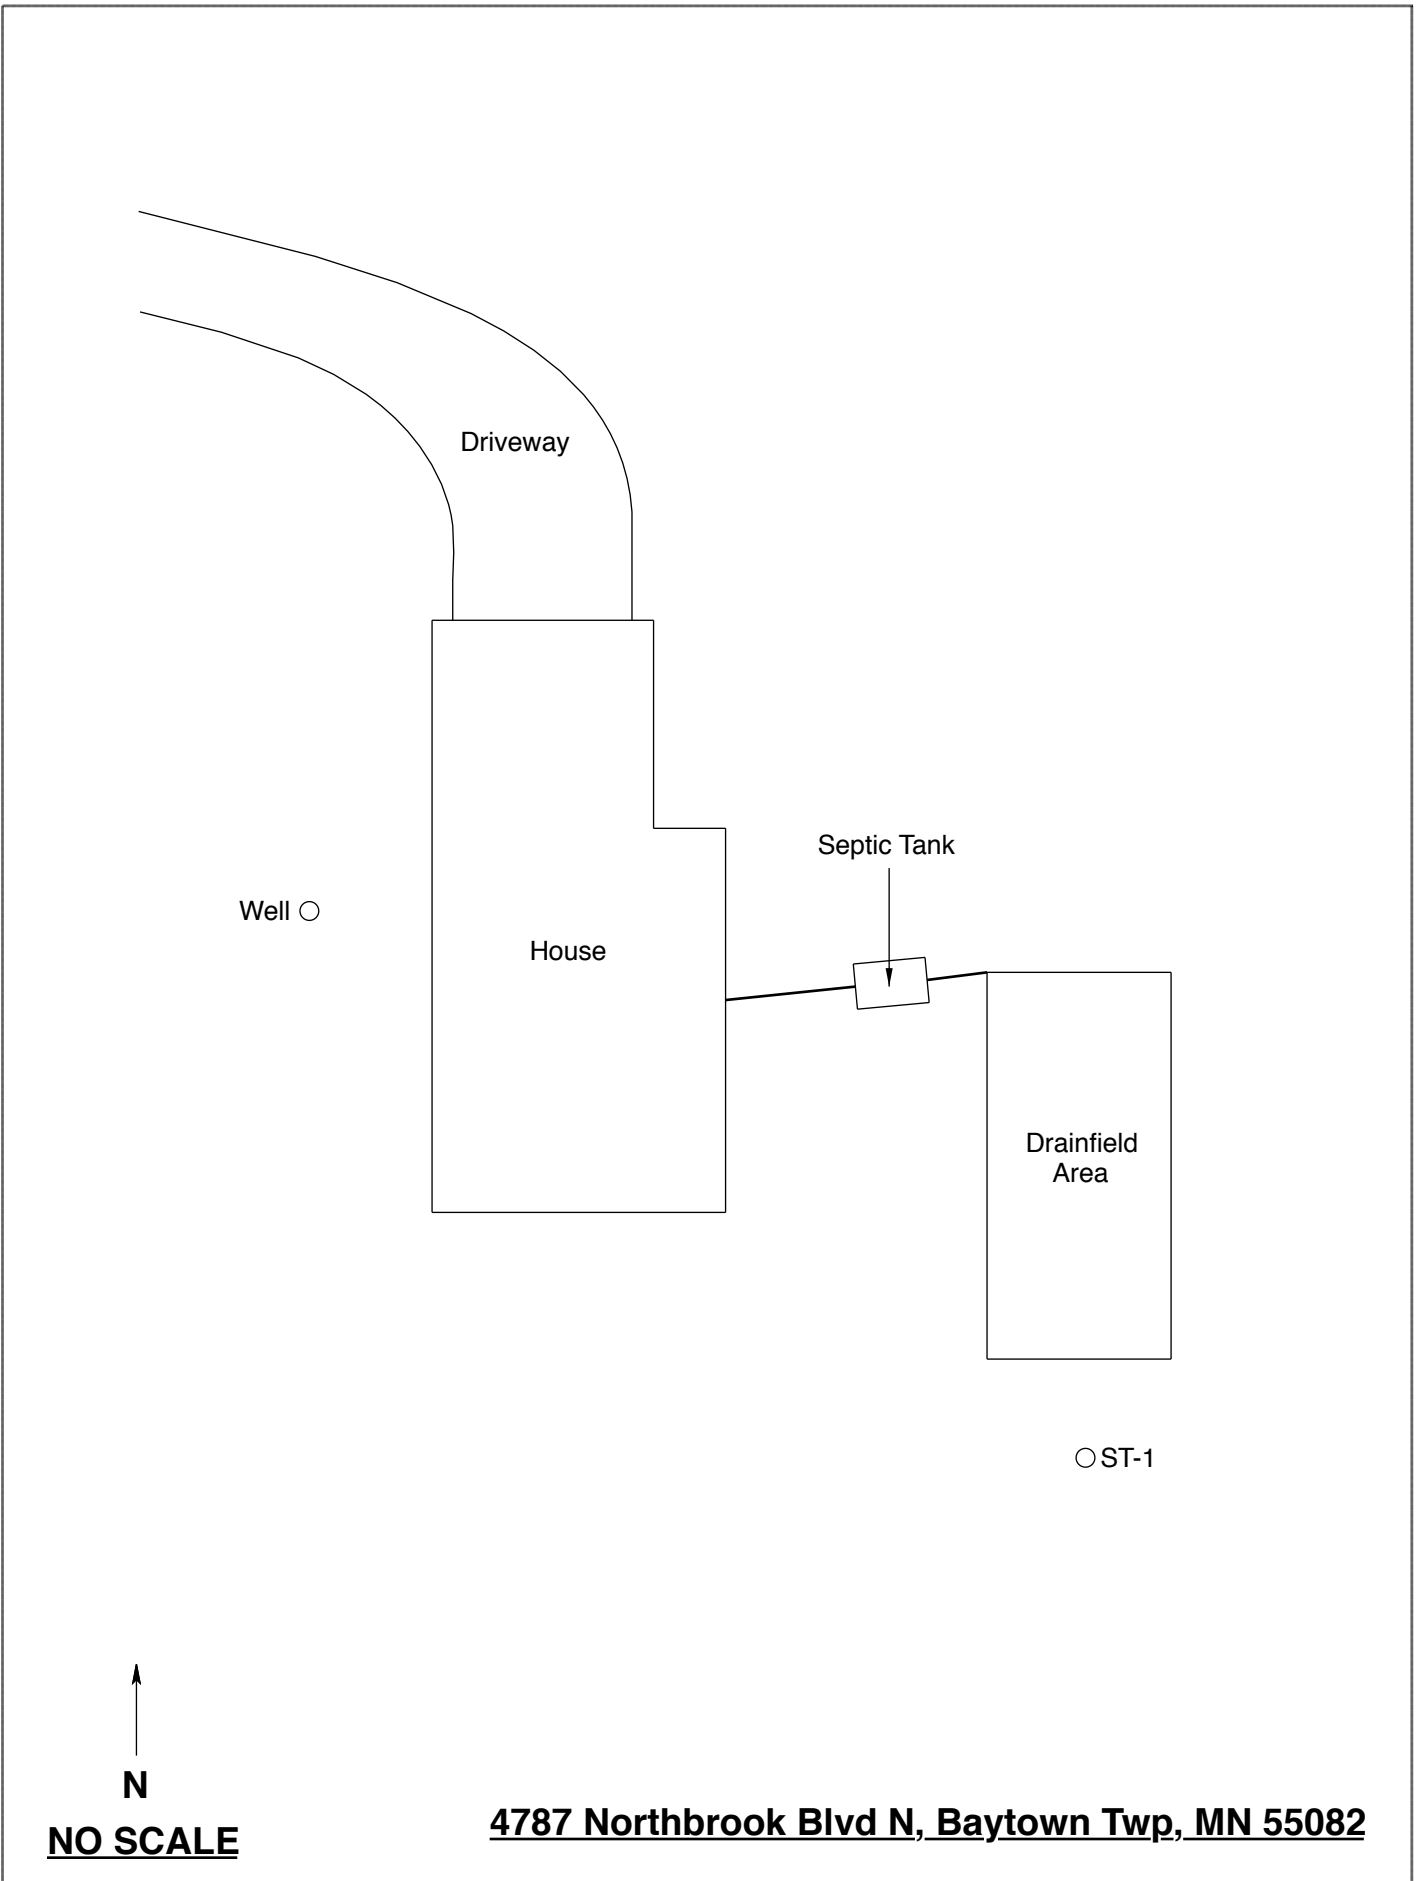 Driveway
Septic Tank
Well
House
Drainfield
Area
ST-1
N
NO SCALE
4787 Northbrook Blvd N, Baytown Twp, MN 55082